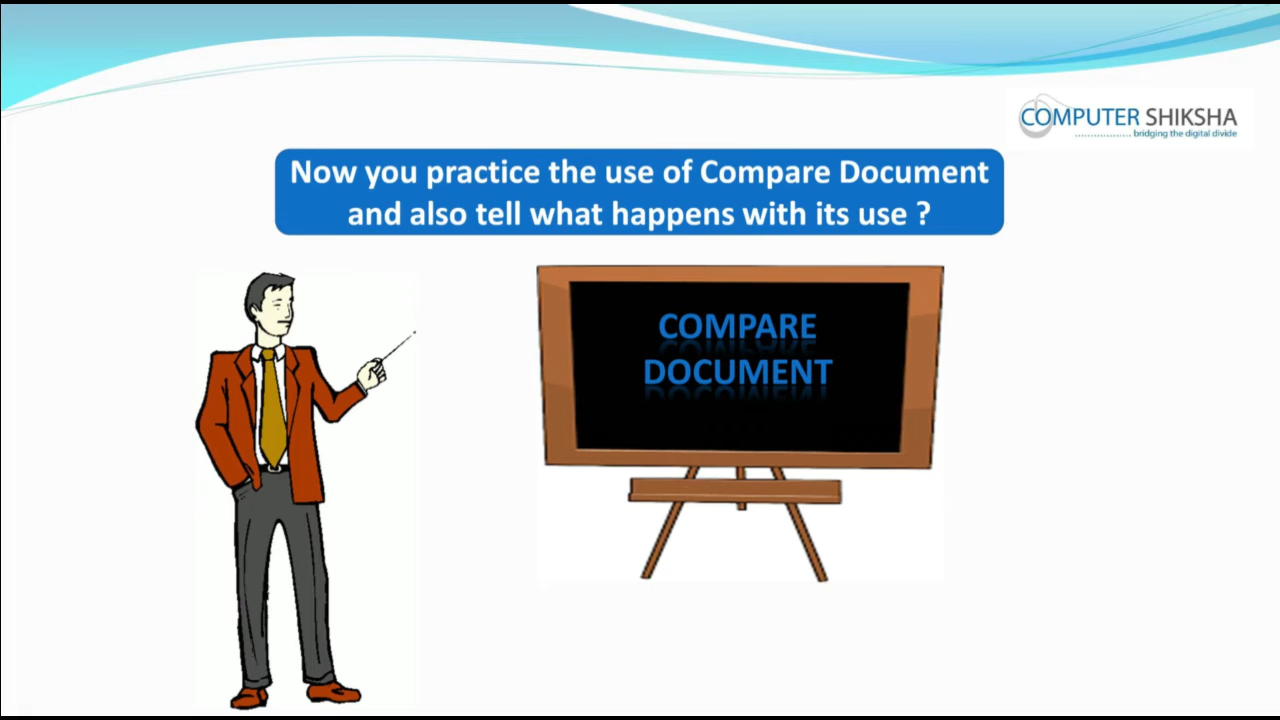 COMPUTER SHIKSHA
bridging the digital divide
Now you practice the use of Compare Document
and also tell what happens with its use ?
COMPARE
DOCUMENT